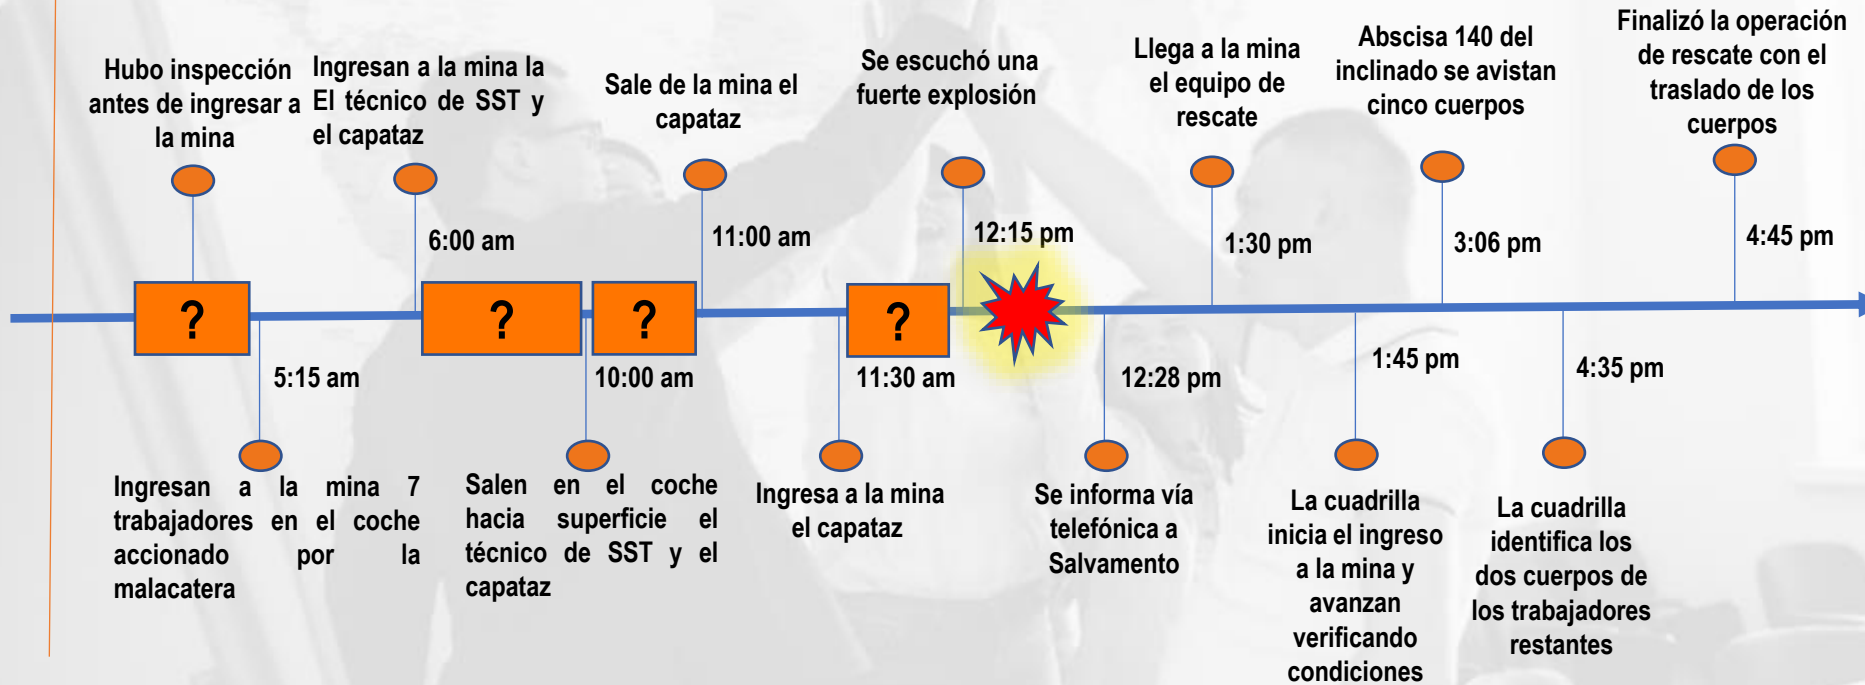 Hubo inspección
antes de ingresar a
la mina
Ingresan a la mina la
El técnico de SST y
el capataz
Sale de la mina el
capataz
Se escuchó una
fuerte explosión
Llega a la mina
el equipo de
rescate
Abscisa 140 del
inclinado se avistan
cinco cuerpos
Finalizó la operación
de rescate con el
traslado de los
cuerpos
6:00 am
11:00 am
12:15 pm
1:30 pm
3:06 pm
4:45 pm
?
?
?
?
5:15 am
10:00 am
11:30 am
12:28 pm
1:45 pm
4:35 pm
Ingresan a la mina 7
trabajadores en el coche
accionado por la
malacatera
Salen en el coche
hacia superficie el
técnico de SST y el
capataz
Ingresa a la mina
el capataz
Se informa vía
telefónica a
Salvamento
La cuadrilla
inicia el ingreso
a la mina y
avanzan
verificando
condiciones
La cuadrilla
identifica los
dos cuerpos de
los trabajadores
restantes